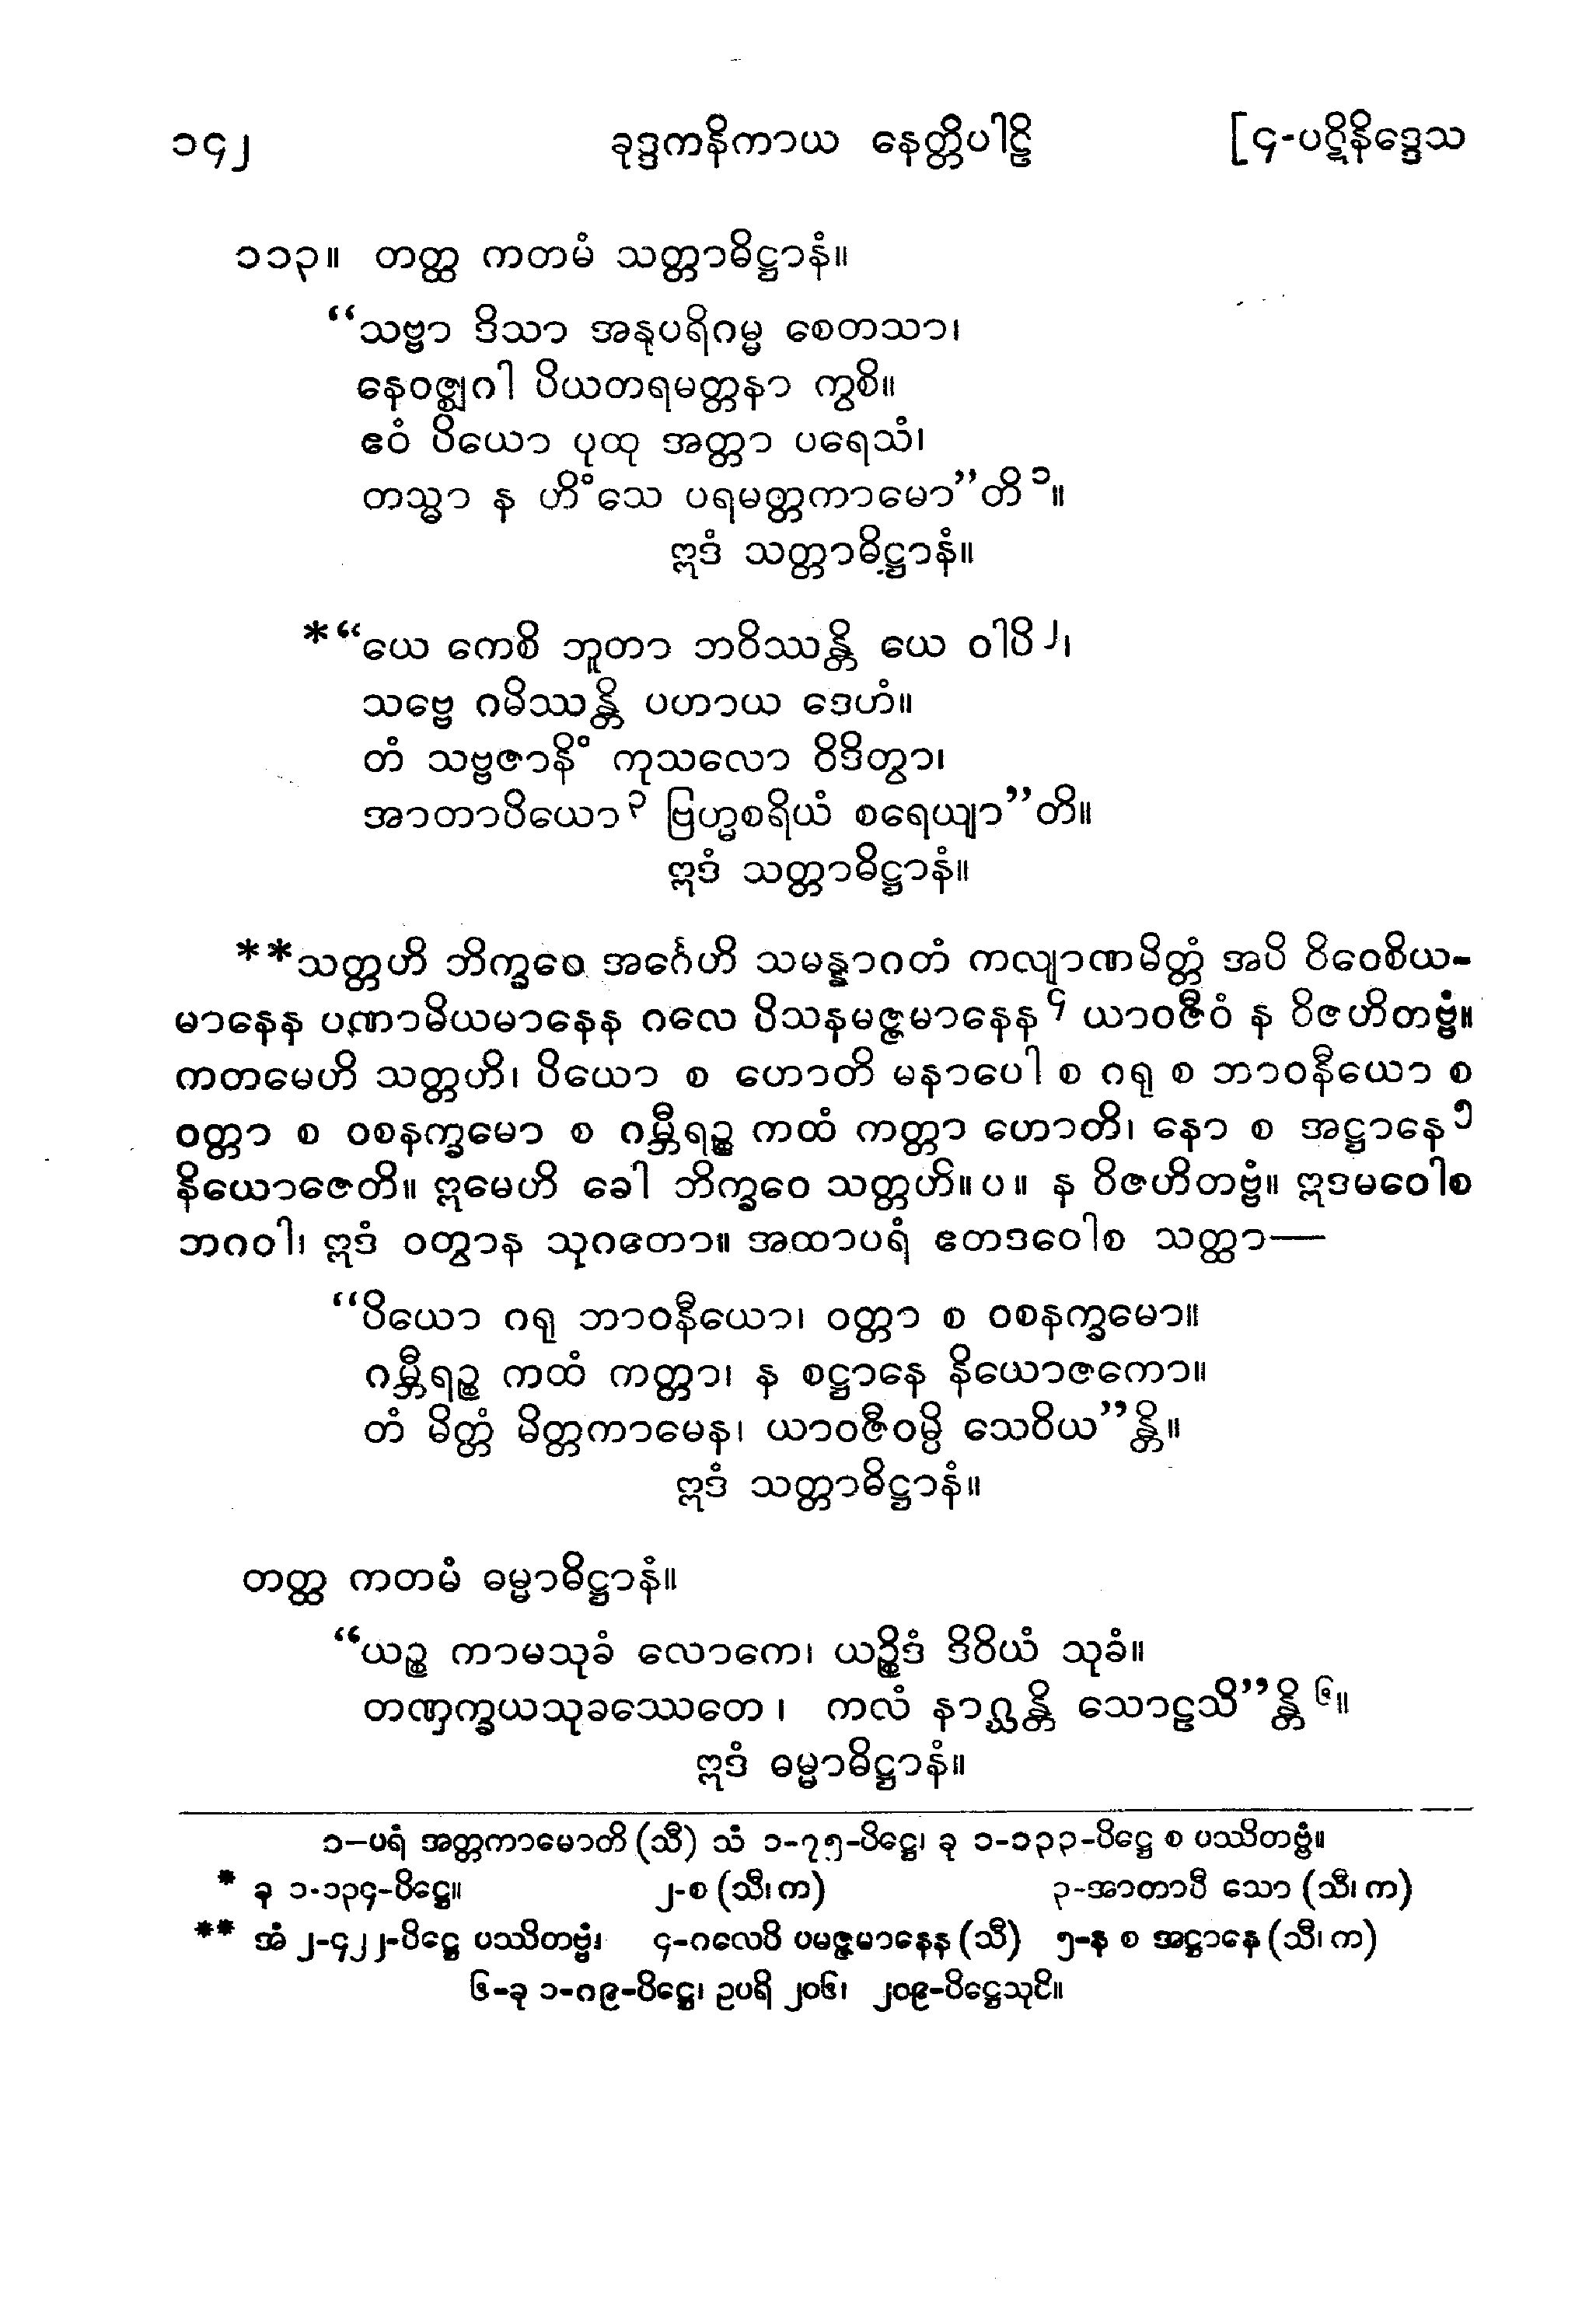 ၁၄၂ ခုဒ္ဒကနိကာယ နေတ္တိပါဠိ [၄-ပဋိနိဒ္ဒေသ
၁၁၃။ တတ္ထ ကတမံ သတ္တာဓိဋ္ဌာနံ။
“သဗ္ဗာ ဒိသာ အနုပရိဂမ္မ စေတသာ၊
နေဝဇ္ဈဂါ ပိယတရမတ္တနာ ကွစိ။
ဧဝံ ပိယော ပုထု အတ္တာ ပရေသံ၊
တသ္မာ န ဟိံသေ ပရမတ္တကာမော”တိ ၁။
ဣဒံ သတ္တာဓိဋ္ဌာနံ။
*“ယေ ကေစိ ဘူတာ ဘဝိဿန္တိ ယေ ဝါပိ ၂၊
သဗ္ဗေ ဂမိဿန္တိ ပဟာယ ဒေဟံ။
တံ သဗ္ဗဇာနိံ ကုသလော ဝိဒိတွာ၊
အာတာပိယော ၃ ဗြဟ္မစရိယံ စရေယျာ”တိ။
ဣဒံ သတ္တာဓိဋ္ဌာနံ။
**သတ္တဟိ ဘိက္ခဝေ အင်္ဂေဟိ သမန္နာဂတံ ကလျာဏမိတ္တံ အပိ ဝိဝေစိယ-
မာနေန ပဏာမိယမာနေန ဂလေ ပိသနမဇ္ဇမာနေန ၄ ယာဝဇီဝံ န ဝိဇဟိတဗ္ဗံ။
ကတမေဟိ သတ္တဟိ၊ ပိယော စ ဟောတိ မနာပေါ စ ဂရု စ ဘာဝနီယော စ
ဝတ္တာ စ ဝစနက္ခမော စ ဂမ္ဘီရဉ္စ ကထံ ကတ္တာ ဟောတိ၊ နော စ အဋ္ဌာနေ ၅
နိယောဇေတိ။ ဣမေဟိ ခေါ ဘိက္ခဝေ သတ္တဟိ။ပ။ န ဝိဇဟိတဗ္ဗံ။ ဣဒမဝေါစ
ဘဂဝါ၊ ဣဒံ ဝတွာန သုဂတော။ အထာပရံ ဧတဒဝေါစ သတ္ထာ—
“ပိယော ဂရု ဘာဝနီယော၊ ဝတ္တာ စ ဝစနက္ခမော။
ဂမ္ဘီရဉ္စ ကထံ ကတ္တာ၊ န စဋ္ဌာနေ နိယောဇကော။
တံ မိတ္တံ မိတ္တကာမေန၊ ယာဝဇီဝမ္ပိ သေဝိယ”န္တိ။
ဣဒံ သတ္တာဓိဋ္ဌာနံ။
တတ္ထ ကတမံ ဓမ္မာဓိဋ္ဌာနံ။
“ယဉ္စ ကာမသုခံ လောကေ၊ ယဉ္စိဒံ ဒိဝိယံ သုခံ။
တဏှက္ခယသုခဿေတေ၊ ကလံ နာဂ္ဃန္တိ သောဠသိ”န္တိ ၆။
ဣဒံ ဓမ္မာဓိဋ္ဌာနံ။
၁—ပရံ အတ္တကာမောတိ (သီ) သံ ၁-၇၅-ပိဋ္ဌေ၊ ခု ၁-၁၃၃-ပိဋ္ဌေ စ ပဿိတဗ္ဗံ။
* ခု ၁-၁၃၄-ပိဋ္ဌေ။ ၂-စ (သီ၊ က) ၃-အာတာပီ သော (သီ၊ က)
** အံ ၂-၄၂၂-ပိဋ္ဌေ ပဿိတဗ္ဗံ။ ၄-ဂလေပိ ပမဇ္ဇမာနေန (သီ) ၅-န စ အဋ္ဌာနေ (သီ၊ က)
၆-ခု ၁-၈၉-ပိဋ္ဌေ၊ ဥပရိ ၂၀၆၊ ၂၀၉-ပိဋ္ဌေသုပိ။